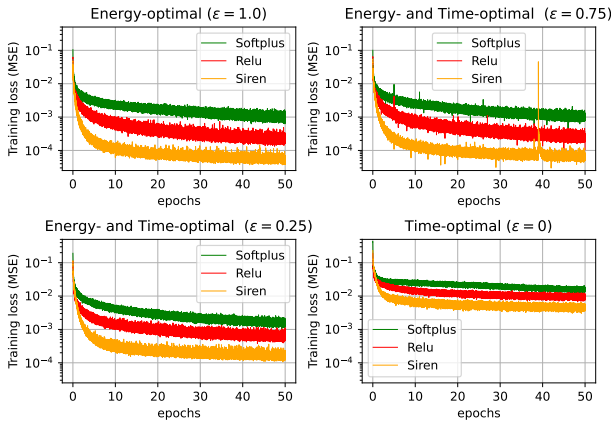 Energy-optimal (ε = 1.0)
Training loss (MSE)
10⁻¹
10⁻²
10⁻³
10⁻⁴
Softplus
Relu
Siren
0 10 20 30 40 50
epochs
Energy- and Time-optimal (ε = 0.75)
Training loss (MSE)
10⁻¹
10⁻²
10⁻³
10⁻⁴
Softplus
Relu
Siren
0 10 20 30 40 50
epochs
Energy- and Time-optimal (ε = 0.25)
Training loss (MSE)
10⁻¹
10⁻²
10⁻³
10⁻⁴
Softplus
Relu
Siren
0 10 20 30 40 50
epochs
Time-optimal (ε = 0)
Training loss (MSE)
10⁻¹
10⁻²
10⁻³
10⁻⁴
Softplus
Relu
Siren
0 10 20 30 40 50
epochs